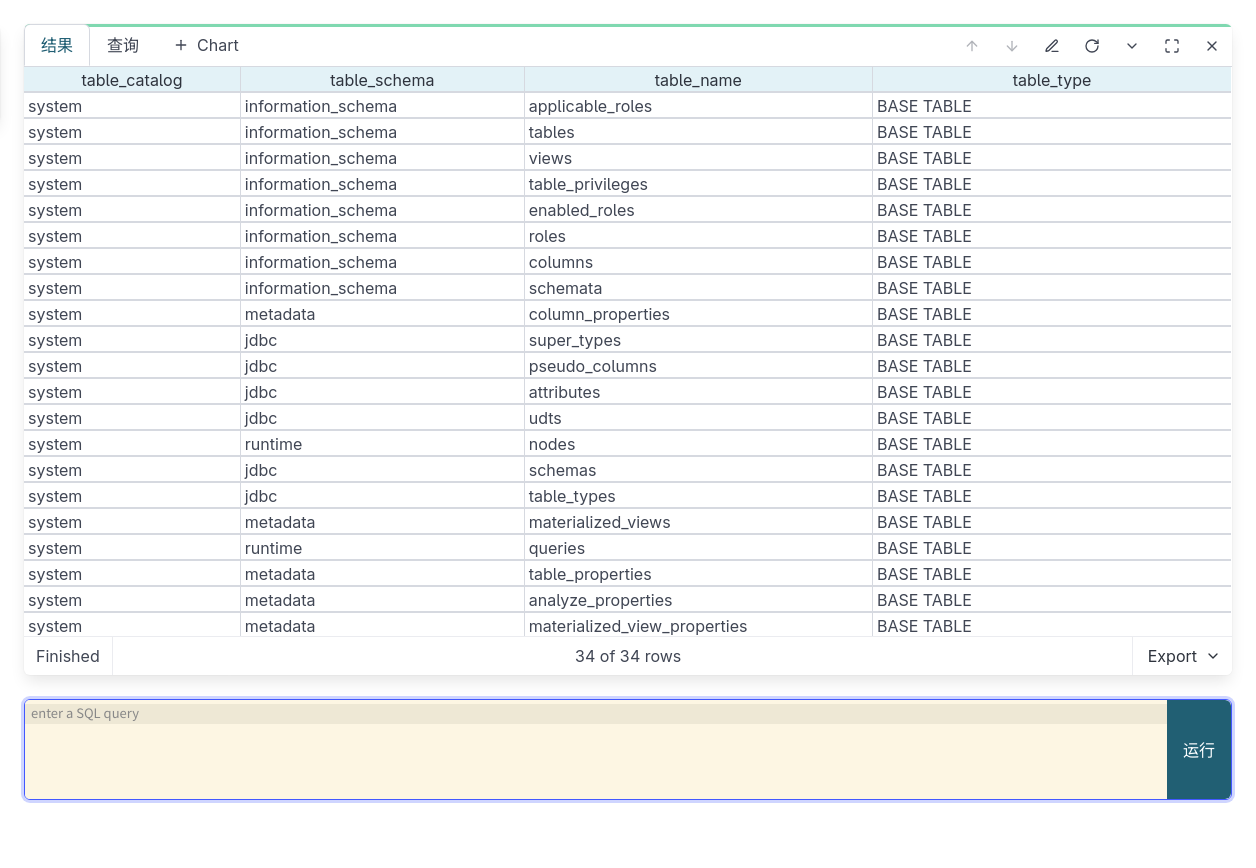 结果 查询 + Chart
table_catalog table_schema table_name table_type
system information_schema applicable_roles BASE TABLE
system information_schema tables BASE TABLE
system information_schema views BASE TABLE
system information_schema table_privileges BASE TABLE
system information_schema enabled_roles BASE TABLE
system information_schema roles BASE TABLE
system information_schema columns BASE TABLE
system information_schema schemata BASE TABLE
system metadata column_properties BASE TABLE
system jdbc super_types BASE TABLE
system jdbc pseudo_columns BASE TABLE
system jdbc attributes BASE TABLE
system jdbc udts BASE TABLE
system runtime nodes BASE TABLE
system jdbc schemas BASE TABLE
system jdbc table_types BASE TABLE
system metadata materialized_views BASE TABLE
system runtime queries BASE TABLE
system metadata table_properties BASE TABLE
system metadata analyze_properties BASE TABLE
system metadata materialized_view_properties BASE TABLE
Finished 34 of 34 rows Export
enter a SQL query
运行